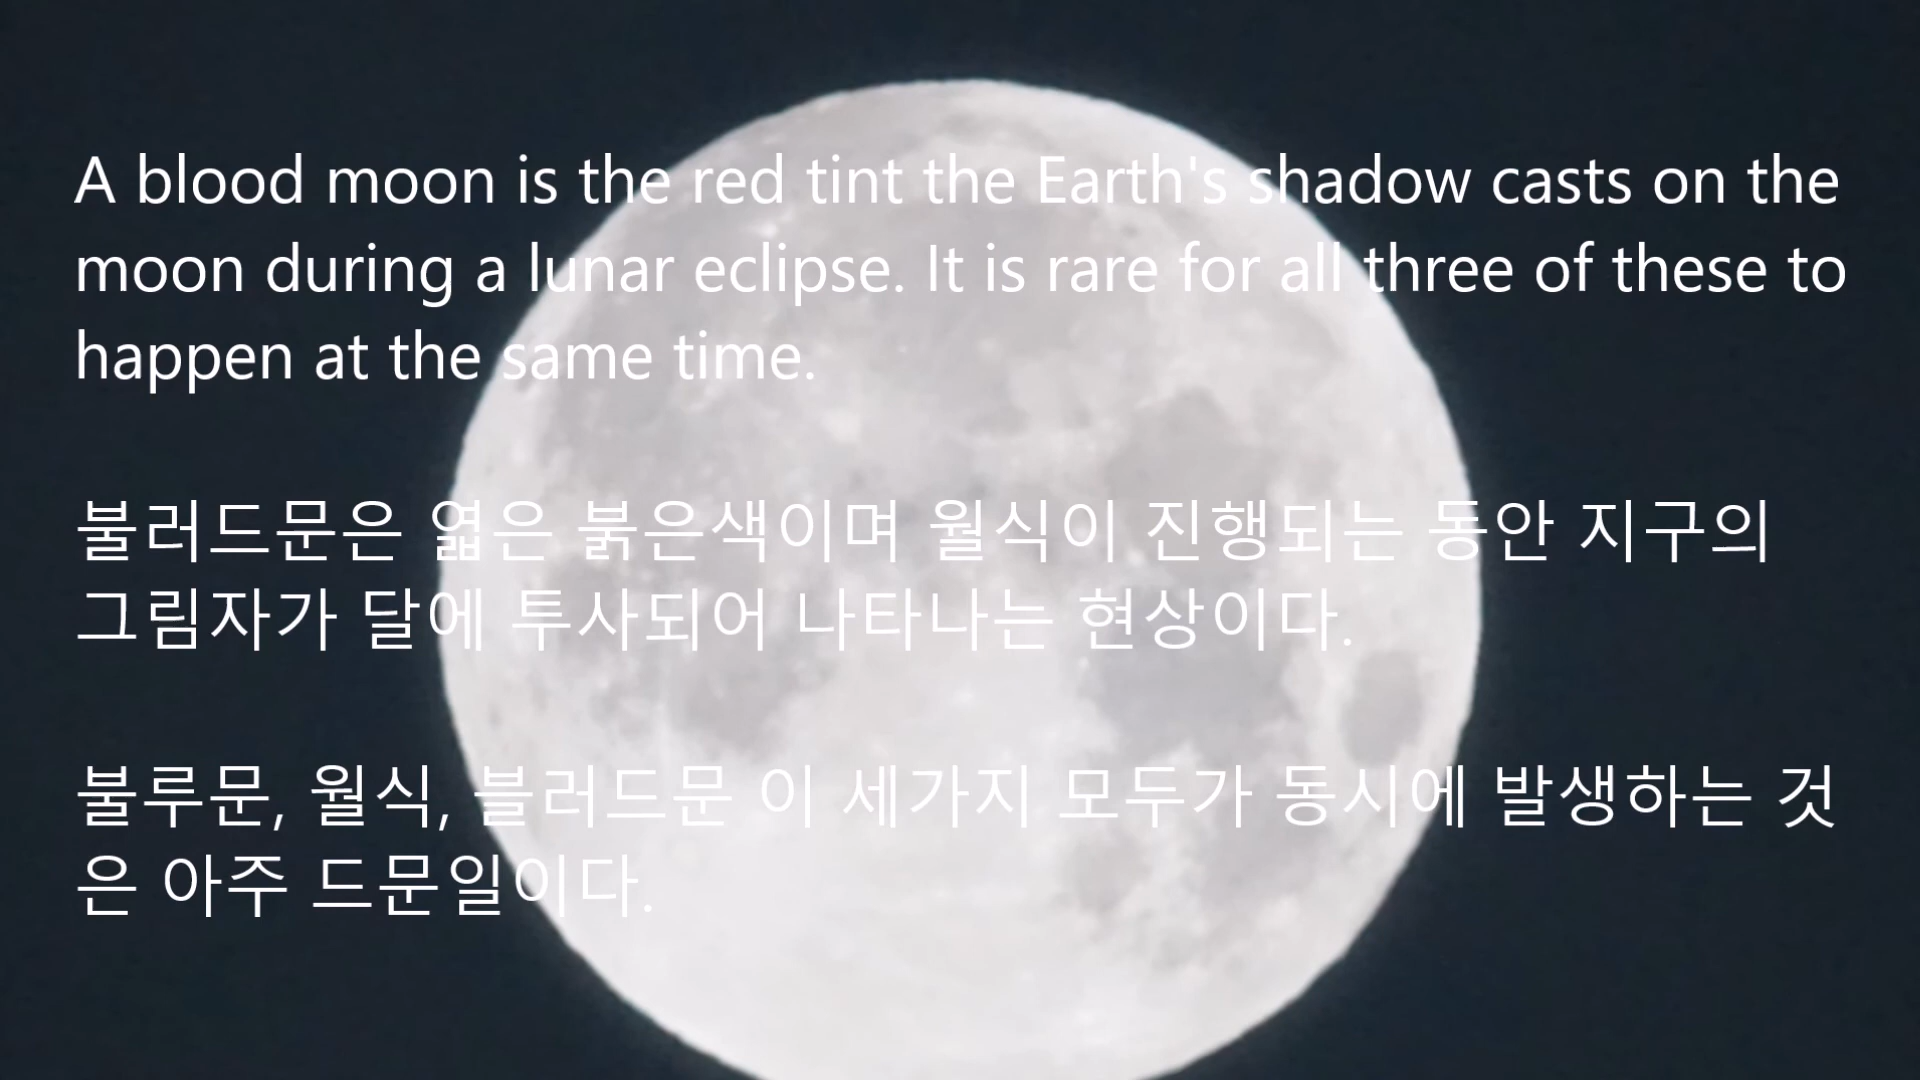 A blood moon is the red tint the Earth's shadow casts on the
moon during a lunar eclipse. It is rare for all three of these to
happen at the same time.
불러드문은 엷은 붉은색이며 월식이 진행되는 동안 지구의
그림자가 달에 투사되어 나타나는 현상이다.
불루문, 월식, 블러드문 이 세가지 모두가 동시에 발생하는 것
은 아주 드문일이다.